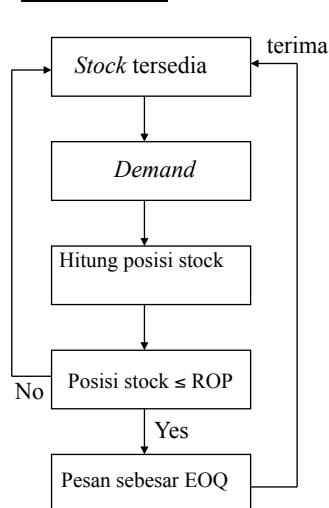 terima
Stock tersedia
Demand
Hitung posisi stock
Posisi stock ≤ ROP
No
Yes
Pesan sebesar EOQ